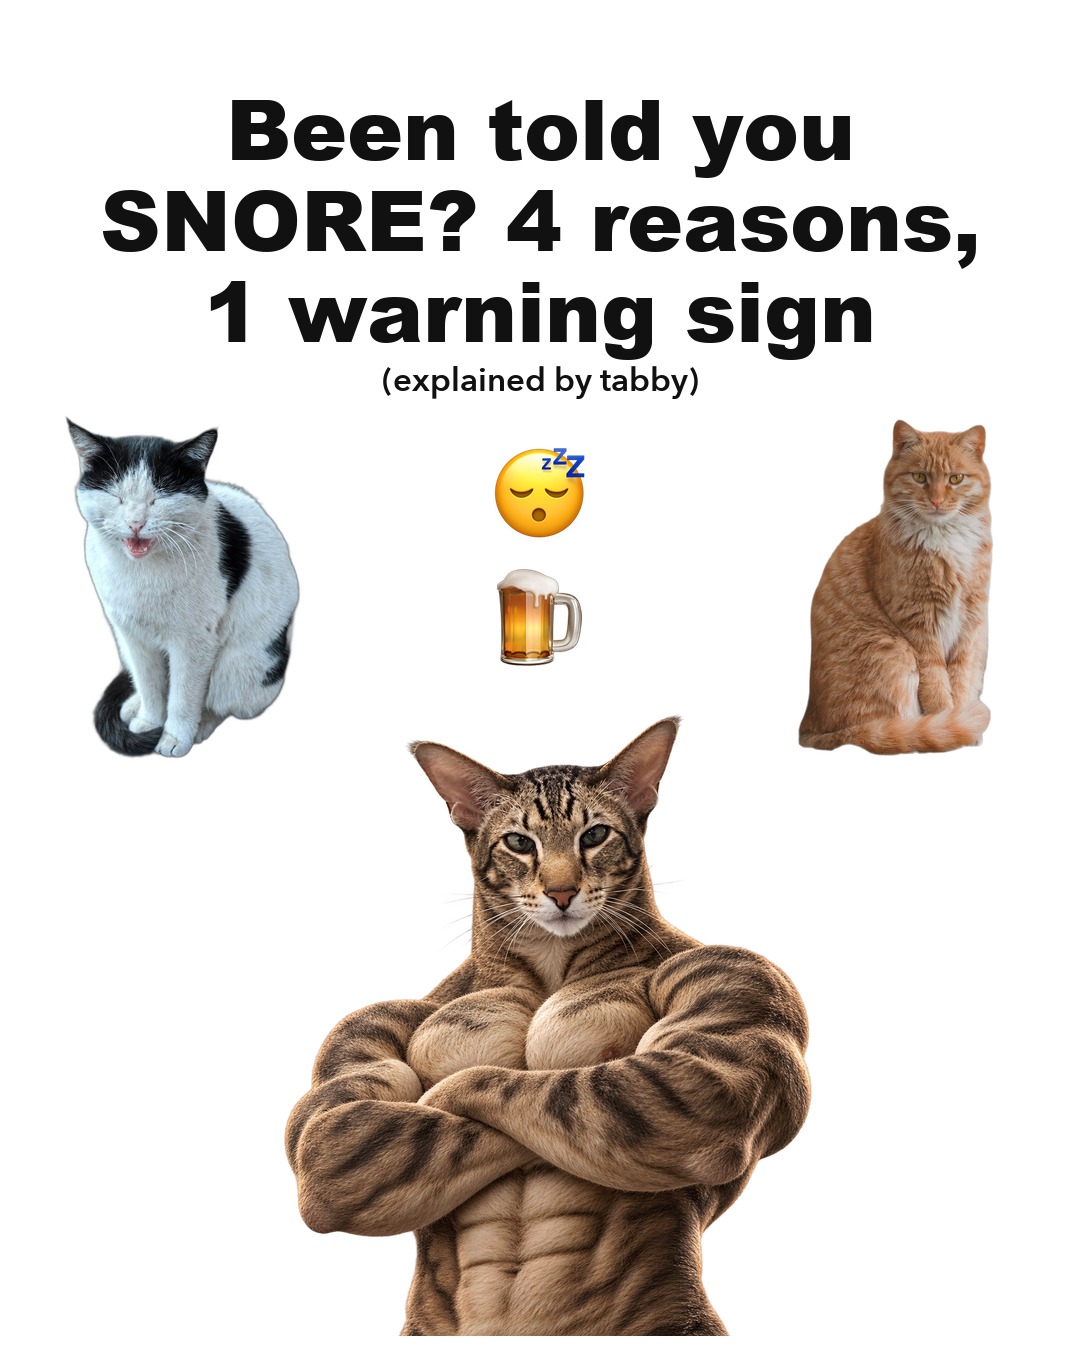 Been told you
SNORE? 4 reasons,
1 warning sign
(explained by tabby)